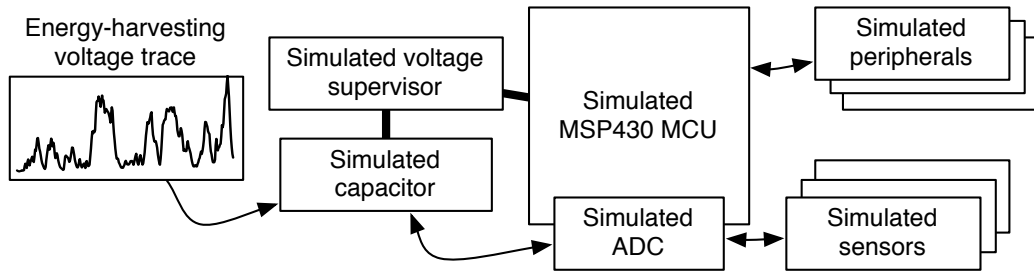 Energy-harvesting
voltage trace
Simulated voltage
supervisor
Simulated
capacitor
Simulated
MSP430 MCU
Simulated
ADC
Simulated
peripherals
Simulated
sensors